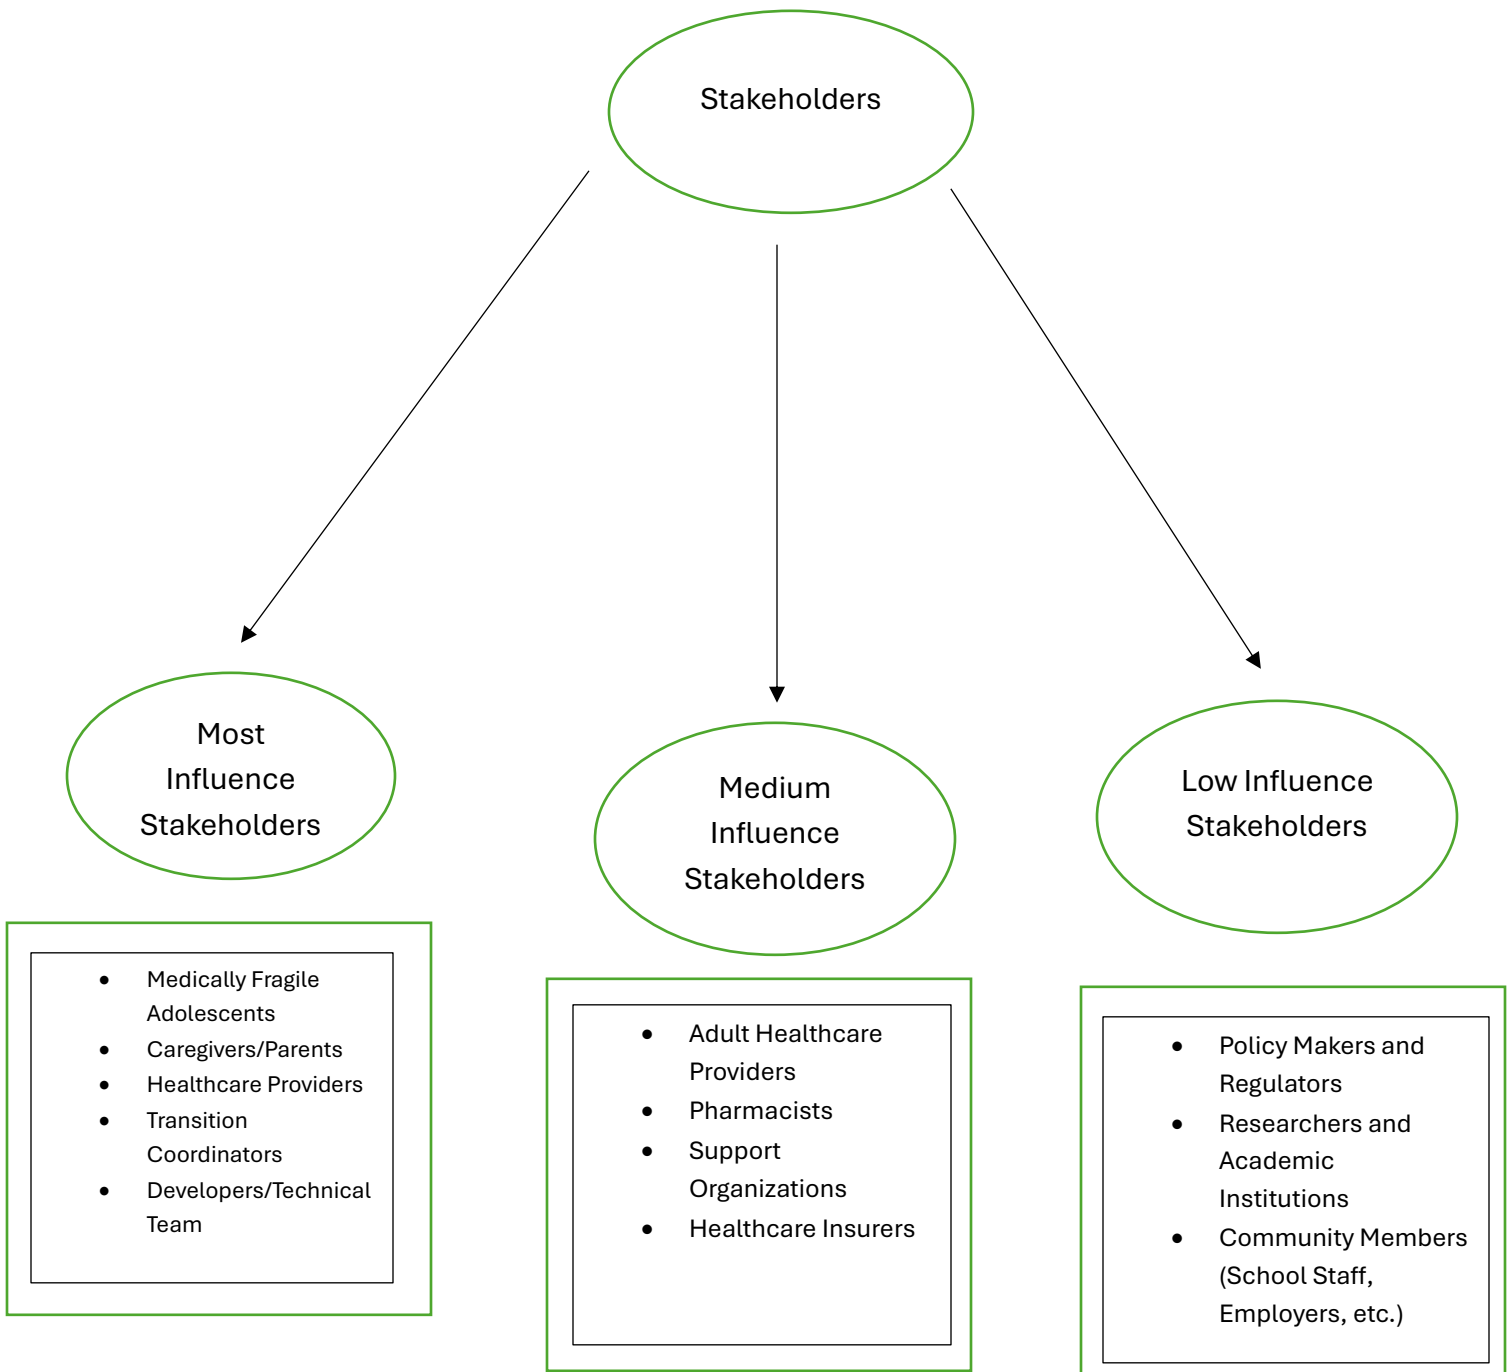 Stakeholders
Most
Influence
Stakeholders
Medium
Influence
Stakeholders
Low Influence
Stakeholders
• Medically Fragile
Adolescents
• Caregivers/Parents
• Healthcare Providers
• Transition
Coordinators
• Developers/Technical
Team
• Adult Healthcare
Providers
• Pharmacists
• Support
Organizations
• Healthcare Insurers
• Policy Makers and
Regulators
• Researchers and
Academic
Institutions
• Community Members
(School Staff,
Employers, etc.)